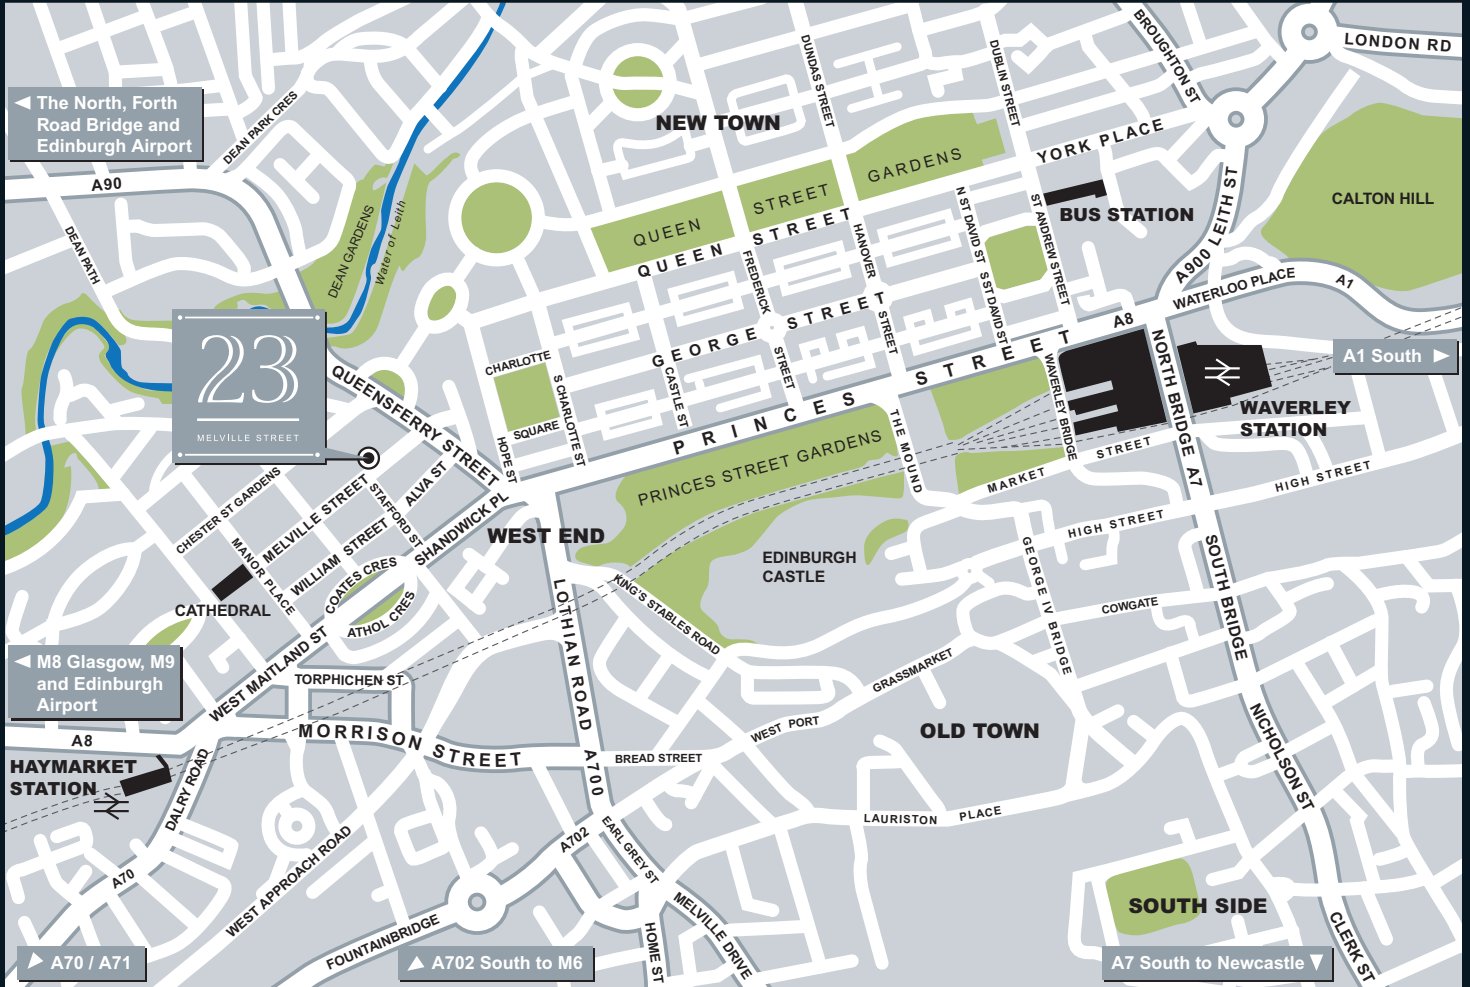 BROUGHTON ST
LONDON RD
DUNDAS STREET
DUBLIN STREET
◄ The North, Forth
Road Bridge and
Edinburgh Airport
DEAN PARK CRES
NEW TOWN
YORK PLACE
A90
QUEEN STREET GARDENS
CALTON HILL
BUS STATION
A900 LEITH ST
DEAN PATH
DEAN GARDENS
Water of Leith
QUEEN STREET
N ST DAVID ST
ST ANDREW STREET
HANOVER STREET
FREDERICK STREET
S ST DAVID ST
WATERLOO PLACE
A1
A8
GEORGE STREET
23
MELVILLE STREET
CHARLOTTE
SQUARE
S CHARLOTTE ST
CASTLE ST
HOPE ST
QUEENSFERRY STREET
PRINCES STREET
WAVERLEY BRIDGE
NORTH BRIDGE A7
A1 South ►
WAVERLEY
STATION
PRINCES STREET GARDENS
THE MOUND
MARKET STREET
HIGH STREET
HIGH STREET
CHESTER ST GARDENS
MELVILLE STREET
STAFFORD ST
ALVA ST
WILLIAM STREET
MANOR PLACE
SHANDWICK PL
WEST END
COATES CRES
ATHOL CRES
CATHEDRAL
EDINBURGH
CASTLE
KING'S STABLES ROAD
GEORGE IV BRIDGE
COWGATE
SOUTH BRIDGE
LOTHIAN ROAD A700
◄ M8 Glasgow, M9
and Edinburgh
Airport
WEST MAITLAND ST
TORPHICHEN ST
GRASSMARKET
WEST PORT
OLD TOWN
A8
MORRISON STREET
BREAD STREET
NICHOLSON ST
HAYMARKET
STATION
DALRY ROAD
LAURISTON PLACE
A702
EARL GREY ST
WEST APPROACH ROAD
A70
SOUTH SIDE
FOUNTAINBRIDGE
HOME ST
MELVILLE DRIVE
CLERK ST
A70 / A71
A702 South to M6
A7 South to Newcastle ▼